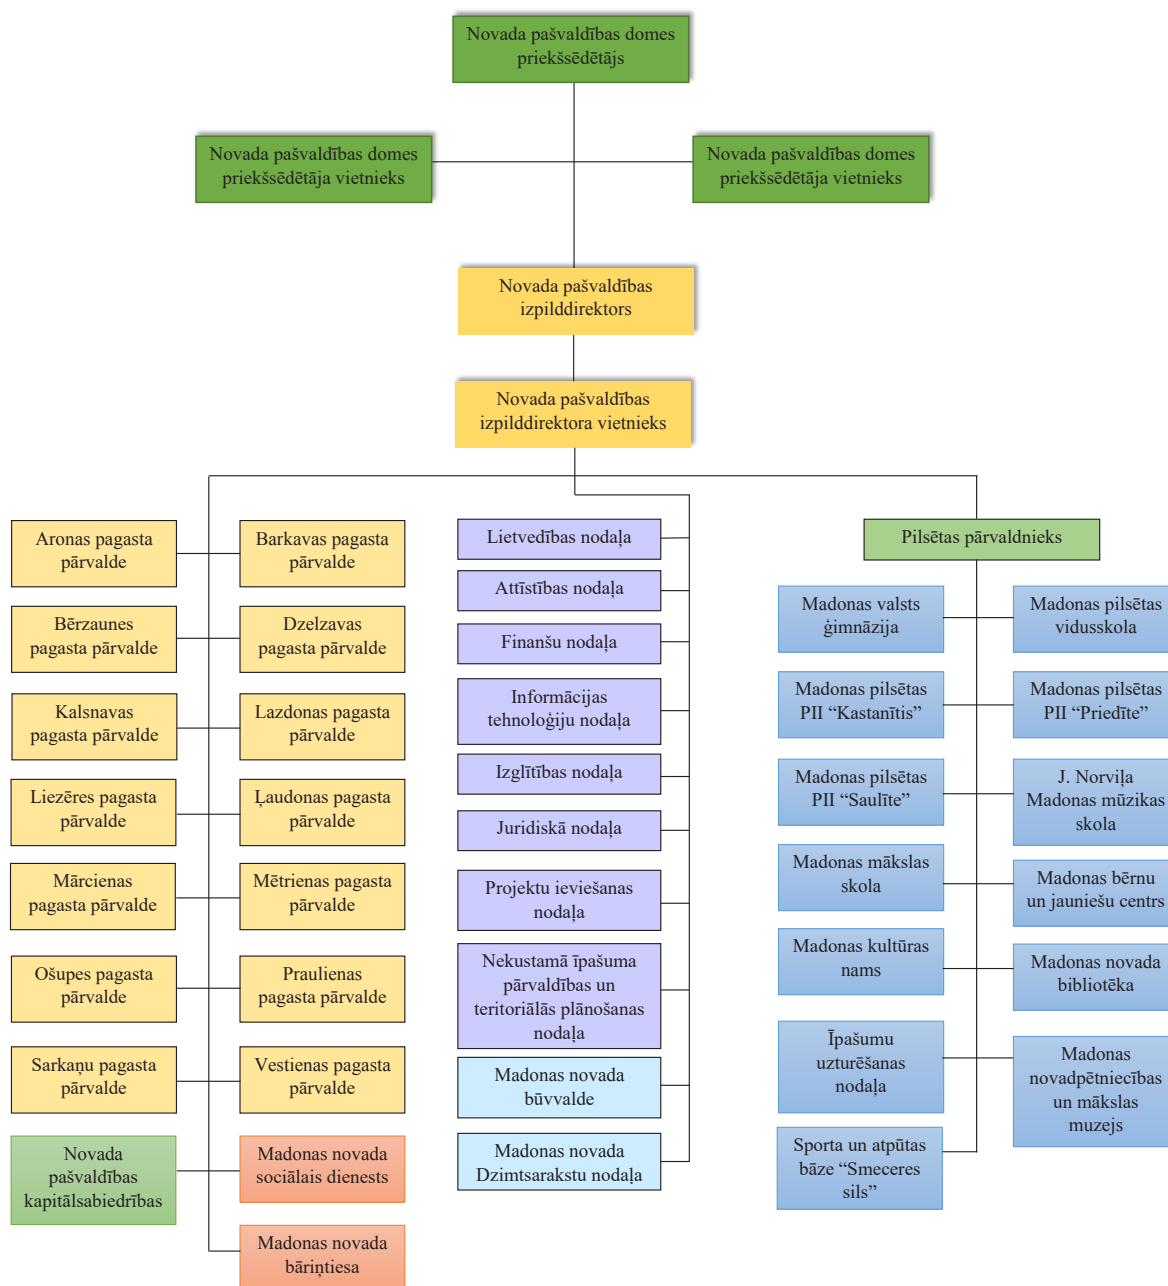 Novada pašvaldības domes
priekšsēdētājs
Novada pašvaldības domes
priekšsēdētāja vietnieks
Novada pašvaldības domes
priekšsēdētāja vietnieks
Novada pašvaldības
izpilddirektors
Novada pašvaldības
izpilddirektora vietnieks
Aronas pagasta
pārvalde
Barkavas pagasta
pārvalde
Bērzaunes
pagasta pārvalde
Dzelzavas
pagasta pārvalde
Kalsnavas
pagasta pārvalde
Lazdonas pagasta
pārvalde
Liezēres pagasta
pārvalde
Ļaudonas pagasta
pārvalde
Mārcienas
pagasta pārvalde
Mētrienas pagasta
pārvalde
Ošupes pagasta
pārvalde
Praulienas
pagasta pārvalde
Sarkaņu pagasta
pārvalde
Vestienas pagasta
pārvalde
Novada
pašvaldības
kapitālsabiedrības
Madonas novada
sociālais dienests
Madonas novada
bāriņtiesa
Lietvedības nodaļa
Attīstības nodaļa
Finanšu nodaļa
Informācijas
tehnoloģiju nodaļa
Izglītības nodaļa
Juridiskā nodaļa
Projektu ieviešanas
nodaļa
Nekustamā īpašuma
pārvaldības un
teritoriālās plānošanas
nodaļa
Madonas novada
būvvalde
Madonas novada
Dzimtsarakstu nodaļa
Pilsētas pārvaldnieks
Madonas valsts
ģimnāzija
Madonas pilsētas
vidusskola
Madonas pilsētas
PII “Kastanītis”
Madonas pilsētas
PII “Priedīte”
Madonas pilsētas
PII “Saulīte”
J. Norviļa
Madonas mūzikas
skola
Madonas mākslas
skola
Madonas bērnu
un jauniešu centrs
Madonas kultūras
nams
Madonas novada
bibliotēka
Īpašumu
uzturēšanas
nodaļa
Madonas
novadpētniecības
un mākslas
muzejs
Sporta un atpūtas
bāze “Smeceres
sils”